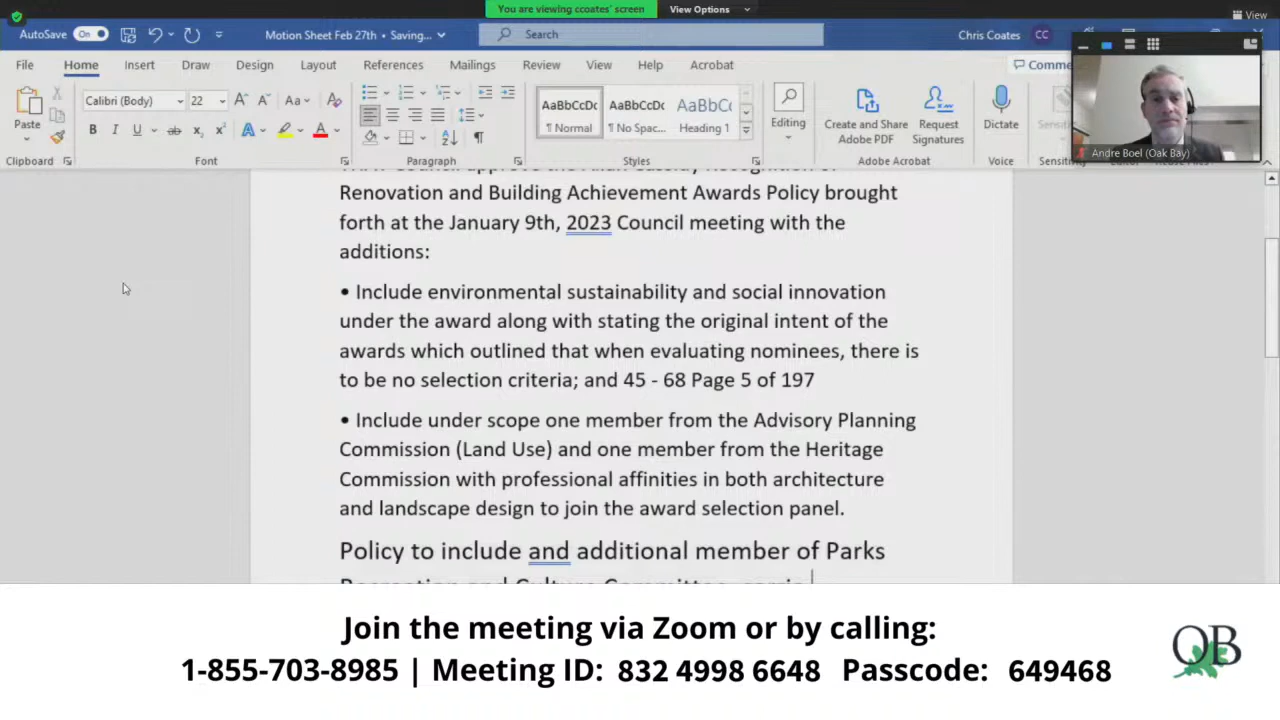 You are viewing ccoates' screen View Options
View
AutoSave On Motion Sheet Feb 27th • Saving... Search Chris Coates CC
File Home Insert Draw Design Layout References Mailings Review View Help Acrobat Comme
Calibri (Body) 22 Aa
AaBbCcDc AaBbCcDc AaBbCc
Paste
B I U ab x₂ x² A A
¶ Normal ¶ No Spac... Heading 1
Editing
Create and Share Adobe PDF
Request Signatures
Dictate
Clipboard Font Paragraph Styles Adobe Acrobat Voice
Andre Boel (Oak Bay)
Renovation and Building Achievement Awards Policy brought
forth at the January 9th, 2023 Council meeting with the
additions:
• Include environmental sustainability and social innovation
under the award along with stating the original intent of the
awards which outlined that when evaluating nominees, there is
to be no selection criteria; and 45 - 68 Page 5 of 197
• Include under scope one member from the Advisory Planning
Commission (Land Use) and one member from the Heritage
Commission with professional affinities in both architecture
and landscape design to join the award selection panel.
Policy to include and additional member of Parks
Join the meeting via Zoom or by calling:
1-855-703-8985 | Meeting ID: 832 4998 6648 Passcode: 649468
OB